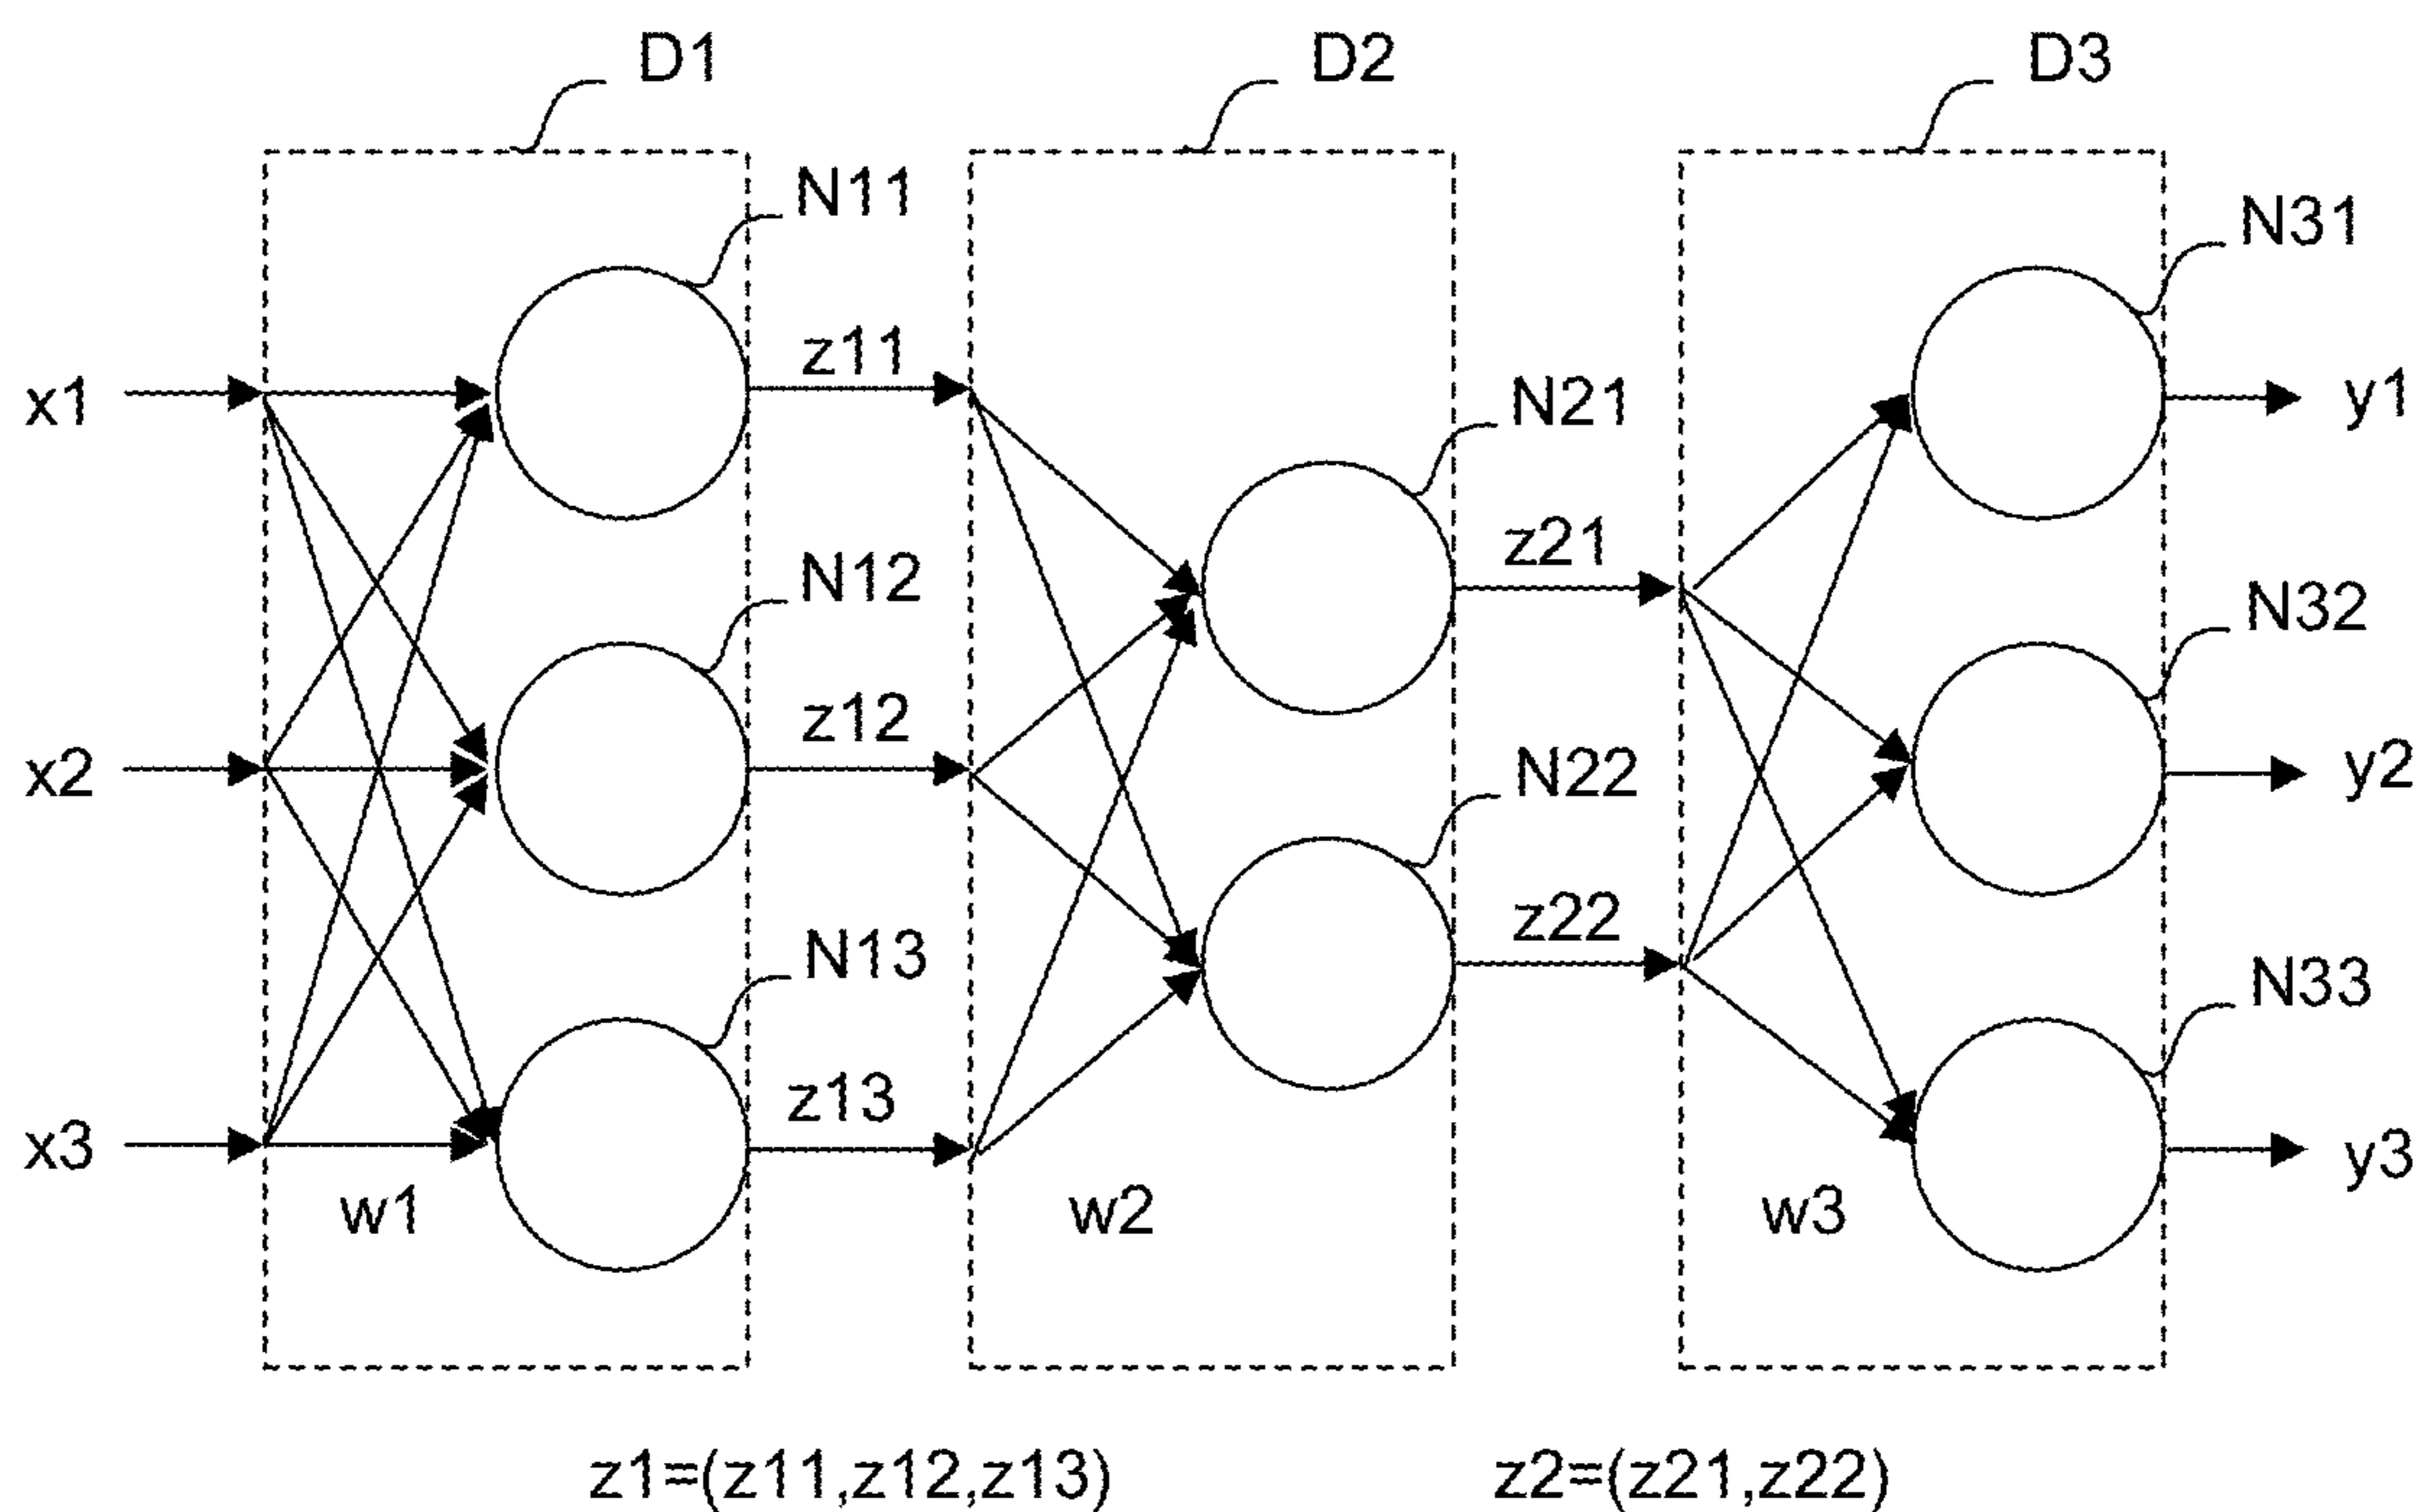 D1
D2
D3
N11
N31
z11
N21
x1
y1
z21
N12
N32
z12
N22
x2
y2
z22
N13
N33
z13
x3
y3
w1
w2
w3
z1=(z11,z12,z13)
z2=(z21,z22)